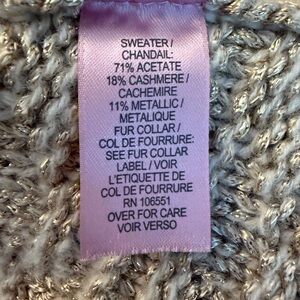 SWEATER /
CHANDAIL:
71% ACETATE
18% CASHMERE /
CACHEMIRE
11% METALLIC /
METALIQUE
FUR COLLAR /
COL DE FOURRURE:
SEE FUR COLLAR
LABEL / VOIR
L'ETIQUETTE DE
COL DE FOURRURE
RN 106551
OVER FOR CARE
VOIR VERSO